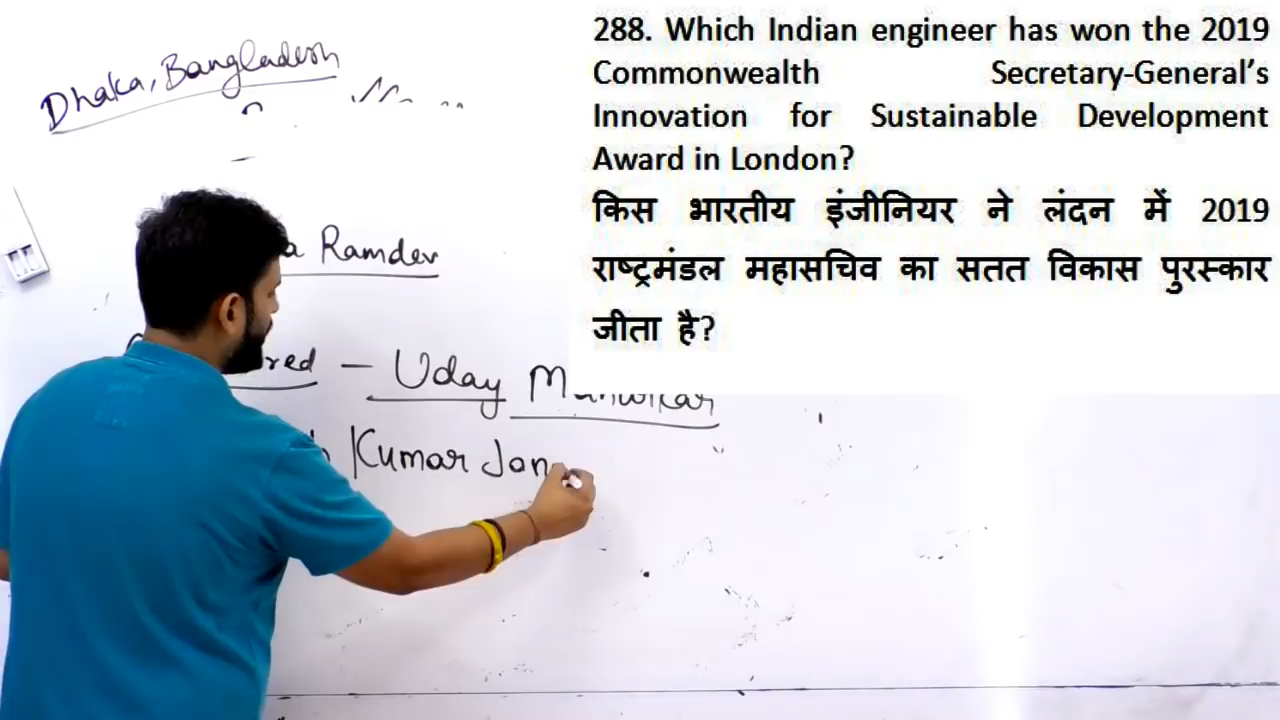 Dhaka, Bangladesh
288. Which Indian engineer has won the 2019
Commonwealth Secretary-General's
Innovation for Sustainable Development
Award in London?
किस भारतीय इंजीनियर ने लंदन में 2019
राष्ट्रमंडल महासचिव का सतत विकास पुरस्कार
जीता है?
Ramdev
– Uday
Kumar Jan